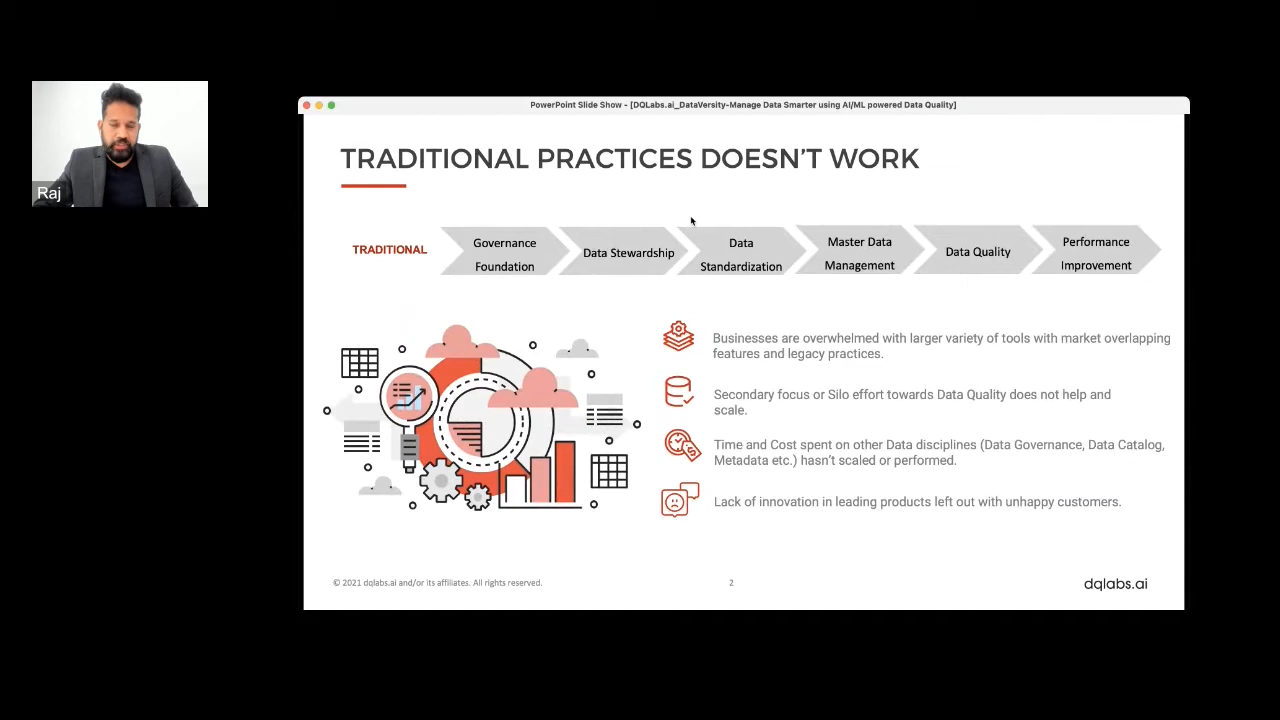 Raj
PowerPoint Slide Show - [DQLabs.ai_DataVersity-Manage Data Smarter using AI/ML powered Data Quality]
TRADITIONAL PRACTICES DOESN'T WORK
TRADITIONAL
Governance
Foundation
Data Stewardship
Data
Standardization
Master Data
Management
Data Quality
Performance
Improvement
Businesses are overwhelmed with larger variety of tools with market overlapping
features and legacy practices.
Secondary focus or Silo effort towards Data Quality does not help and
scale.
Time and Cost spent on other Data disciplines (Data Governance, Data Catalog,
Metadata etc.) hasn't scaled or performed.
Lack of innovation in leading products left out with unhappy customers.
© 2021 dqlabs.ai and/or its affiliates. All rights reserved.
2
dqlabs.ai